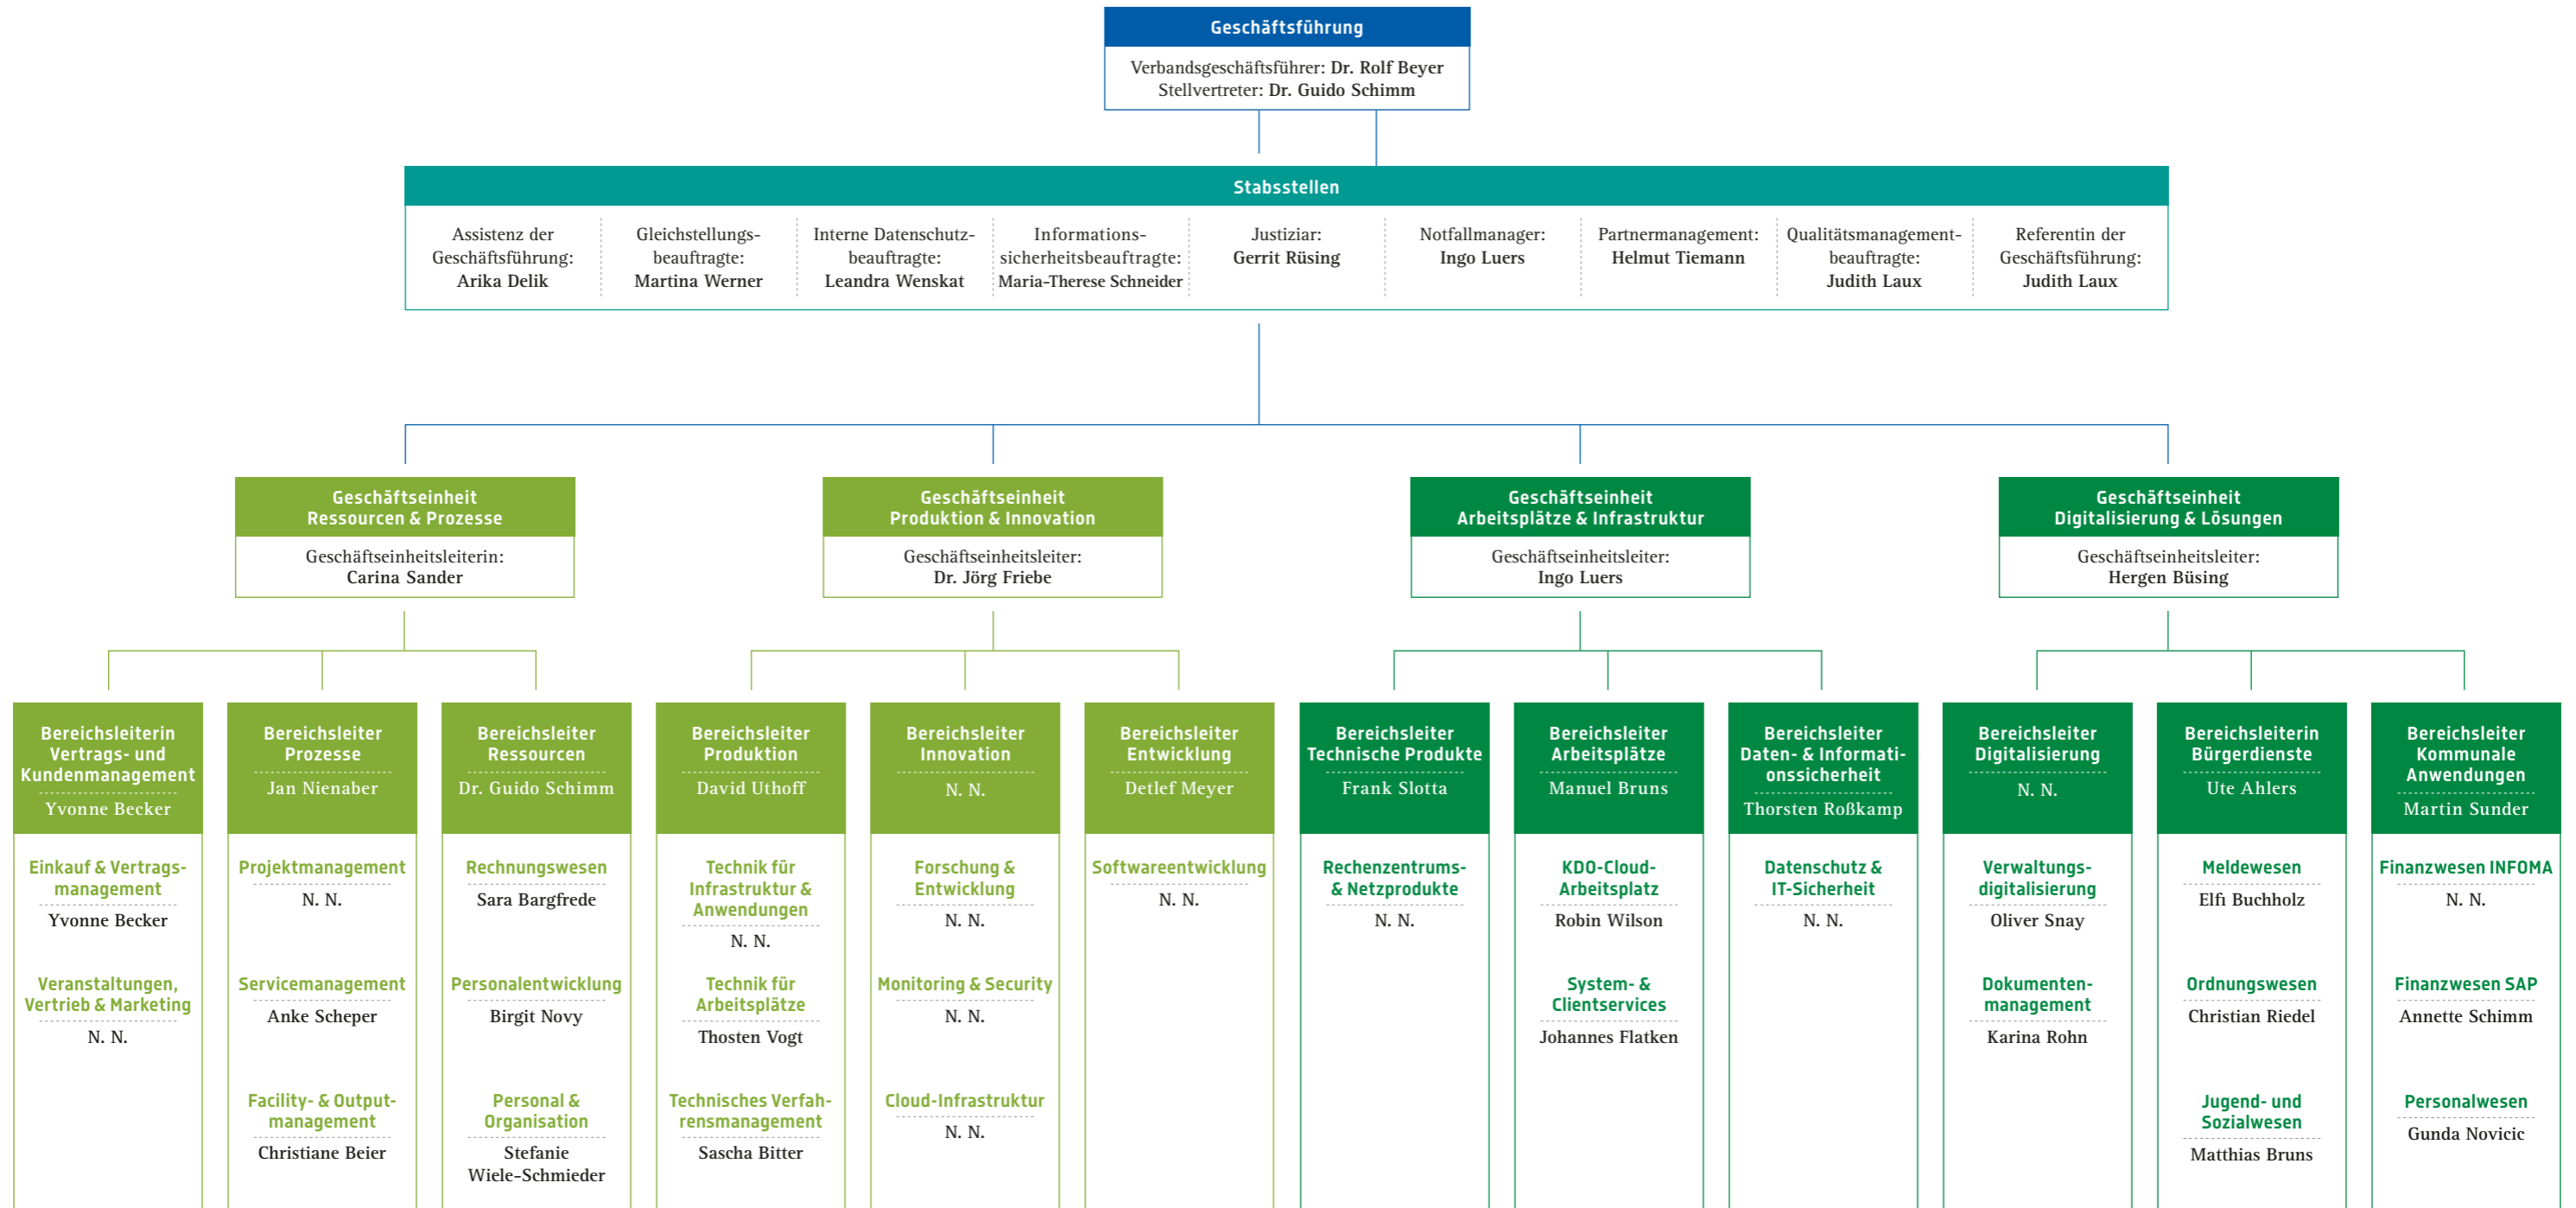 Geschäftsführung
Verbandsgeschäftsführer: Dr. Rolf Beyer
Stellvertreter: Dr. Guido Schimm
Stabsstellen
Assistenz der
Geschäftsführung:
Arika Delik
Gleichstellungs-
beauftragte:
Martina Werner
Interne Datenschutz-
beauftragte:
Leandra Wenskat
Informations-
sicherheitsbeauftragte:
Maria-Therese Schneider
Justiziar:
Gerrit Rüsing
Notfallmanager:
Ingo Luers
Partnermanagement:
Helmut Tiemann
Qualitätsmanagement-
beauftragte:
Judith Laux
Referentin der
Geschäftsführung:
Judith Laux
Geschäftseinheit
Ressourcen & Prozesse
Geschäftseinheitsleiterin:
Carina Sander
Geschäftseinheit
Produktion & Innovation
Geschäftseinheitsleiter:
Dr. Jörg Friebe
Geschäftseinheit
Arbeitsplätze & Infrastruktur
Geschäftseinheitsleiter:
Ingo Luers
Geschäftseinheit
Digitalisierung & Lösungen
Geschäftseinheitsleiter:
Hergen Büsing
Bereichsleiterin
Vertrags- und
Kundenmanagement
Yvonne Becker
Einkauf & Vertrags-
management
Yvonne Becker
Veranstaltungen,
Vertrieb & Marketing
N. N.
Bereichsleiter
Prozesse
Jan Nienaber
Projektmanagement
N. N.
Servicemanagement
Anke Scheper
Facility- & Output-
management
Christiane Beier
Bereichsleiter
Ressourcen
Dr. Guido Schimm
Rechnungswesen
Sara Bargfrede
Personalentwicklung
Birgit Novy
Personal &
Organisation
Stefanie
Wiele-Schmieder
Bereichsleiter
Produktion
David Uthoff
Technik für
Infrastruktur &
Anwendungen
N. N.
Technik für
Arbeitsplätze
Thosten Vogt
Technisches Verfah-
rensmanagement
Sascha Bitter
Bereichsleiter
Innovation
N. N.
Forschung &
Entwicklung
N. N.
Monitoring & Security
N. N.
Cloud-Infrastruktur
N. N.
Bereichsleiter
Entwicklung
Detlef Meyer
Softwareentwicklung
N. N.
Bereichsleiter
Technische Produkte
Frank Slotta
Rechenzentrums-
& Netzprodukte
N. N.
Bereichsleiter
Arbeitsplätze
Manuel Bruns
KDO-Cloud-
Arbeitsplatz
Robin Wilson
System- &
Clientservices
Johannes Flatken
Bereichsleiter
Daten- & Informati-
onssicherheit
Thorsten Roßkamp
Datenschutz &
IT-Sicherheit
N. N.
Bereichsleiter
Digitalisierung
N. N.
Verwaltungs-
digitalisierung
Oliver Snay
Dokumenten-
management
Karina Rohn
Bereichsleiterin
Bürgerdienste
Ute Ahlers
Meldewesen
Elfi Buchholz
Ordnungswesen
Christian Riedel
Jugend- und
Sozialwesen
Matthias Bruns
Bereichsleiter
Kommunale
Anwendungen
Martin Sunder
Finanzwesen INFOMA
N. N.
Finanzwesen SAP
Annette Schimm
Personalwesen
Gunda Novicic